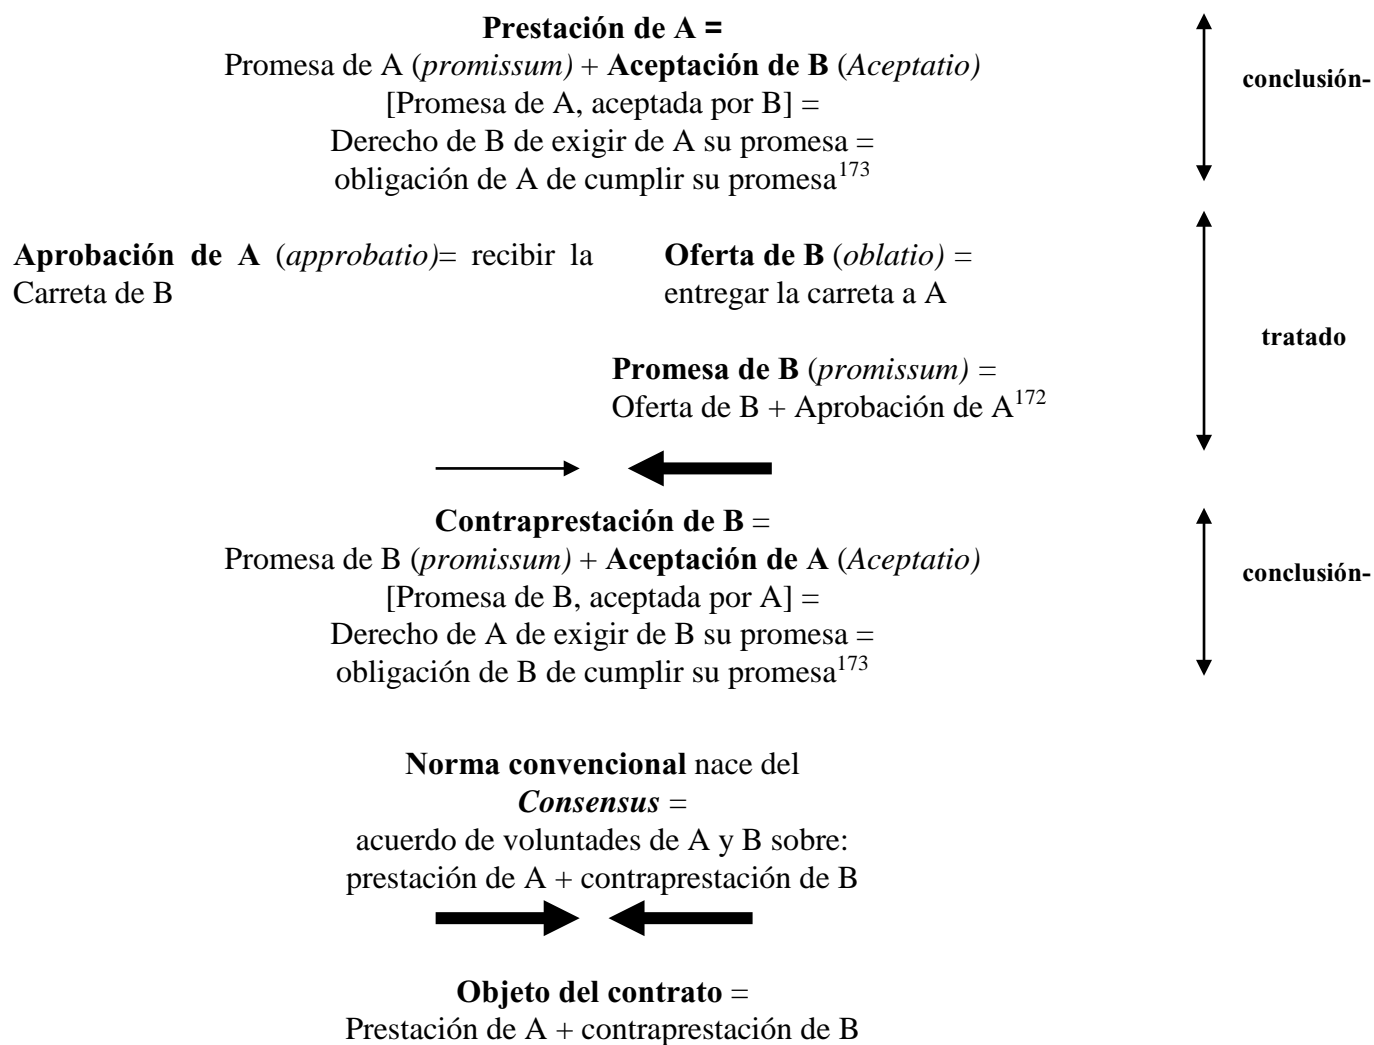 Prestación de A =
Promesa de A (promissum) + Aceptación de B (Aceptatio)
conclusión-
[Promesa de A, aceptada por B] =
Derecho de B de exigir de A su promesa =
obligación de A de cumplir su promesa173
Aprobación de A (approbatio)= recibir la
Carreta de B
Oferta de B (oblatio) =
entregar la carreta a A
tratado
Promesa de B (promissum) =
Oferta de B + Aprobación de A172
Contraprestación de B =
Promesa de B (promissum) + Aceptación de A (Aceptatio)
conclusión-
[Promesa de B, aceptada por A] =
Derecho de A de exigir de B su promesa =
obligación de B de cumplir su promesa173
Norma convencional nace del
Consensus =
acuerdo de voluntades de A y B sobre:
prestación de A + contraprestación de B
Objeto del contrato =
Prestación de A + contraprestación de B